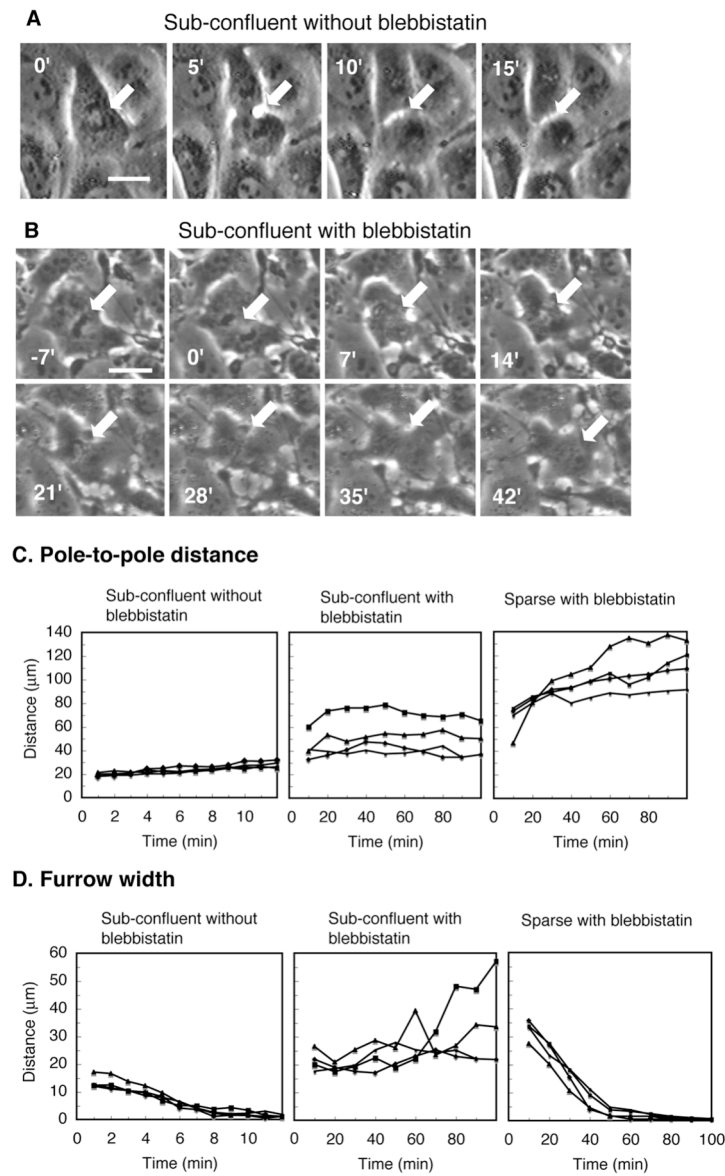 A
Sub-confluent without blebbistatin
0'
5'
10'
15'
B
Sub-confluent with blebbistatin
-7'
0'
7'
14'
21'
28'
35'
42'
C. Pole-to-pole distance
Sub-confluent without
blebbistatin
Sub-confluent with
blebbistatin
Sparse with blebbistatin
Distance (μm)
140
120
100
80
60
40
20
0
0 2 4 6 8 10
0 20 40 60 80
0 20 40 60 80
Time (min)
Time (min)
Time (min)
D. Furrow width
Sub-confluent without
blebbistatin
Sub-confluent with
blebbistatin
Sparse with blebbistatin
Distance (μm)
60
50
40
30
20
10
0
0 2 4 6 8 10
0 20 40 60 80
0 20 40 60 80 100
Time (min)
Time (min)
Time (min)